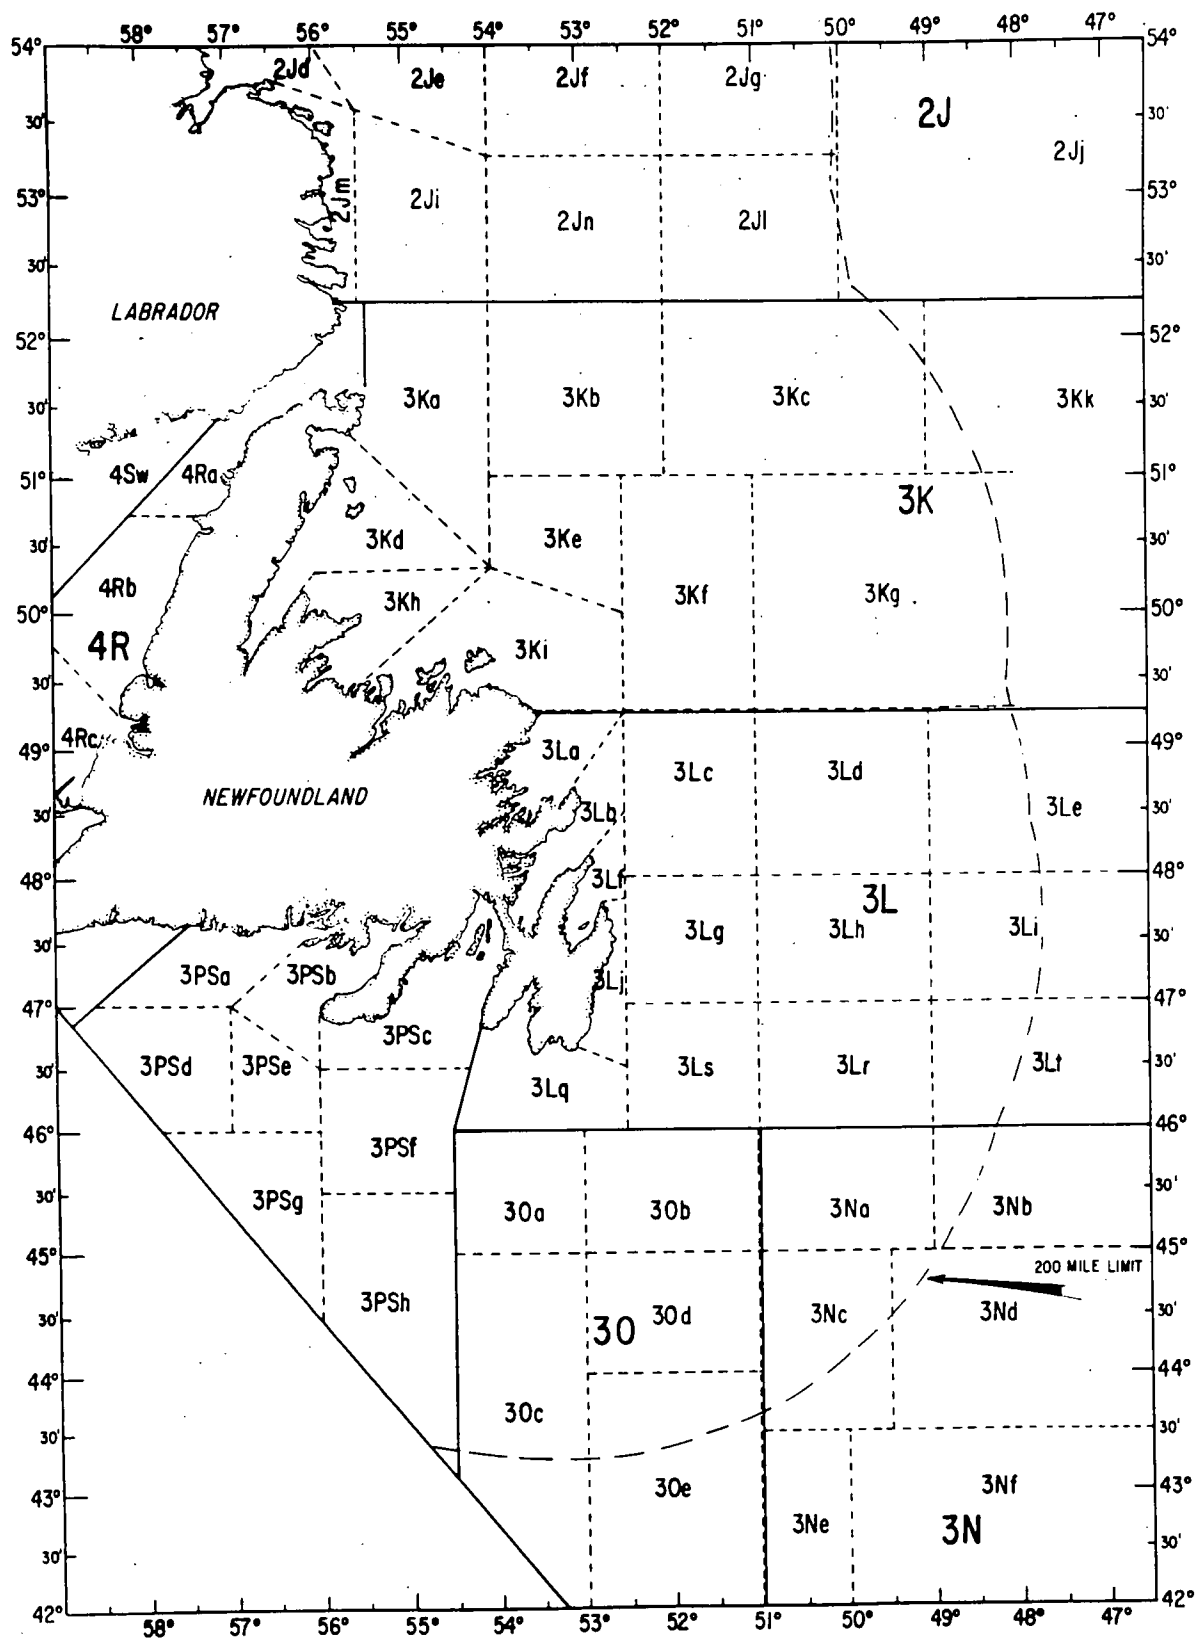 58° 57° 56° 55° 54° 53° 52° 51° 50° 49° 48° 47°
54° 54°
2Jd 2Je 2Jf 2Jg
2J
30' 30'
2Jj
53° 53°
2Jm 2Ji 2Jn 2Jl
30' 30'
LABRADOR
52° 52°
30' 3Ka 3Kb 3Kc 3Kk 30'
51° 4Sw 4Ra 51°
3K
30' 3Kd 3Ke 30'
4Rb 3Kh 3Kf 3Kg
50° 50°
4R 3Ki
30' 30'
4Rc 3La
49° 49°
3Lc 3Ld
NEWFOUNDLAND
30' 3Lb 3Le 30'
48° 3Lf 48°
3L
30' 3Lg 3Lh 3Li 30'
3PSa 3PSb 3Lj
47° 47°
3PSc
30' 3PSd 3PSe 3Ls 3Lr 3Lt 30'
3Lq
46° 46°
3PSf
30' 3PSg 3Oa 3Ob 3Na 3Nb 30'
45° 45°
200 MILE LIMIT
3PSh 3Od 3Nc 3Nd
30' 3O 30'
44° 44°
3Oc
30' 30'
43° 3Oe 3Nf 43°
3Ne 3N
30' 30'
42° 42°
58° 57° 56° 55° 54° 53° 52° 51° 50° 49° 48° 47°